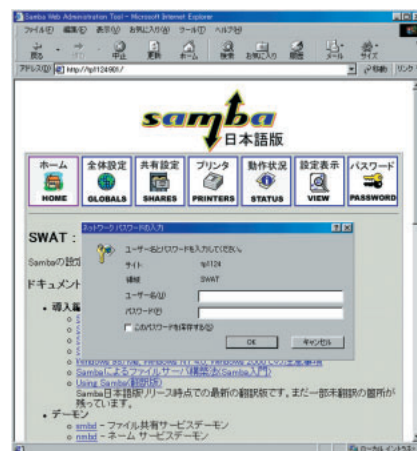 Samba Web Administration Tool - Microsoft Internet Explorer
ファイル(F) 編集(E) 表示(V) お気に入り(A) ツール(T) ヘルプ(H)
戻る 中止 更新 ホーム 検索 お気に入り 履歴 メール サイズ
アドレス(D) http://tp1124:901/ 移動 リンク
samba
日本語版
ホーム 全体設定 共有設定 プリンタ 動作状況 設定表示 パスワード
HOME GLOBALS SHARES PRINTERS STATUS VIEW PASSWORD
SWAT :
ネットワーク パスワードの入力
ユーザー名とパスワードを入力してください。
Sambaの設定
サイト: tp1124
領域 SWAT
ドキュメント
ユーザー名(U)
パスワード(P)
• 導入編
このパスワードを保存する(S)
OK キャンセル
Sambaによるファイルサーバ構築法(Samba入門)
Using Samba(翻訳版)
Samba日本語版リリース時点での最新の翻訳版です。まだ一部未翻訳の箇所が
残っています。
• デーモン
smbd - ファイル共有サービスデーモン
nmbd - ネーム サービスデーモン